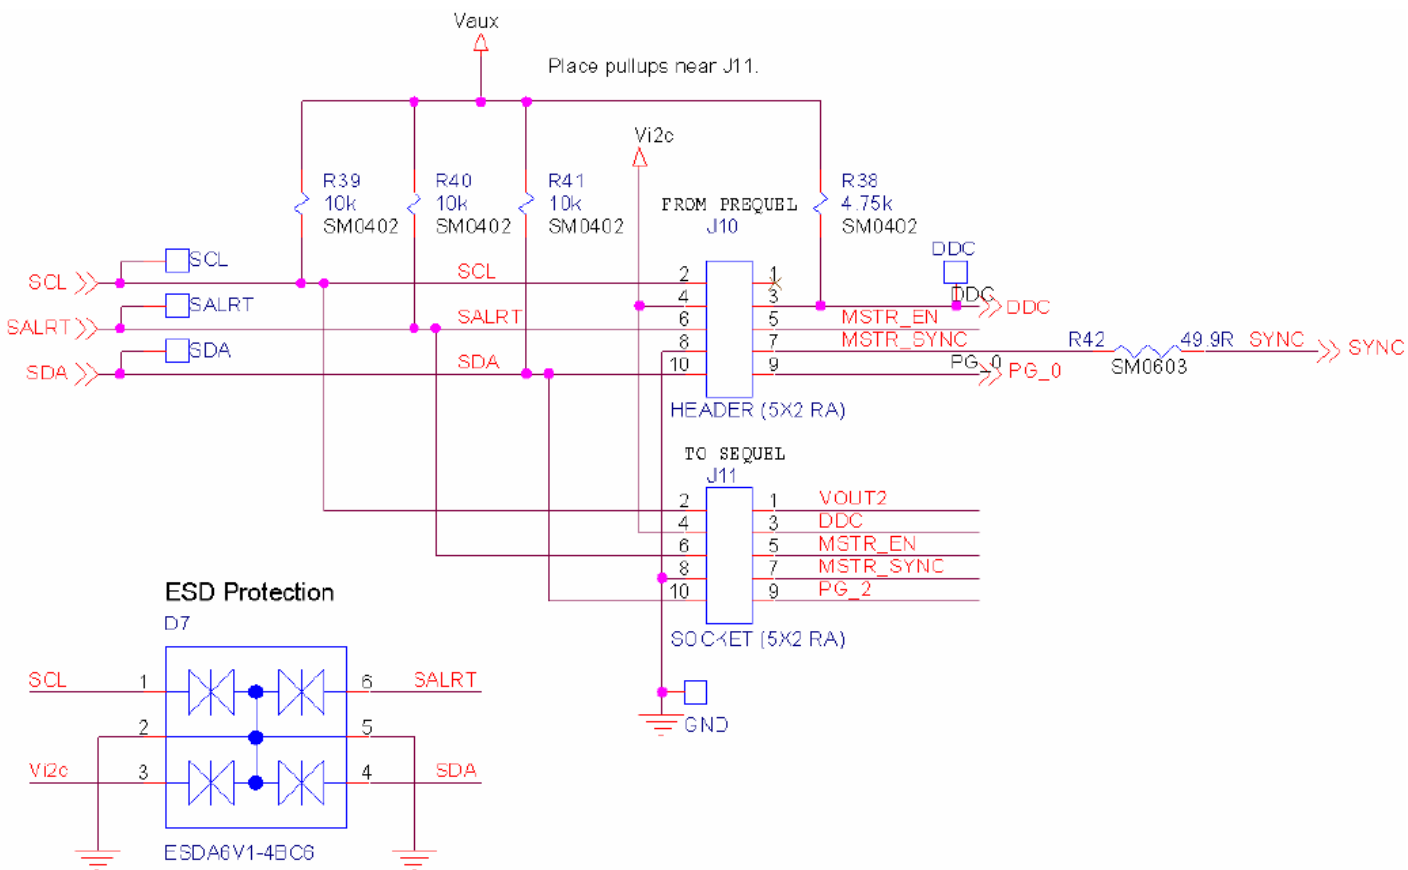 Vaux
Place pullups near J11.
Vi2c
R39
10k
SM0402
R40
10k
SM0402
R41
10k
SM0402
R38
4.75k
SM0402
FROM PREQUEL
J10
DDC
SCL
SCL
SCL
2
1
4
3
DDC
DDC
SALRT
SALRT
SALRT
6
5
MSTR_EN
8
7
MSTR_SYNC
R42
49.9R
SYNC
SYNC
SM0603
SDA
SDA
SDA
10
9
PG_0
PG_0
HEADER (5X2 RA)
TO SEQUEL
J11
2
1
VOUT2
4
3
DDC
6
5
MSTR_EN
8
7
MSTR_SYNC
10
9
PG_2
SOCKET (5X2 RA)
GND
ESD Protection
D7
SCL
1
6
SALRT
2
5
Vi2c
3
4
SDA
ESDA6V1-4BC6